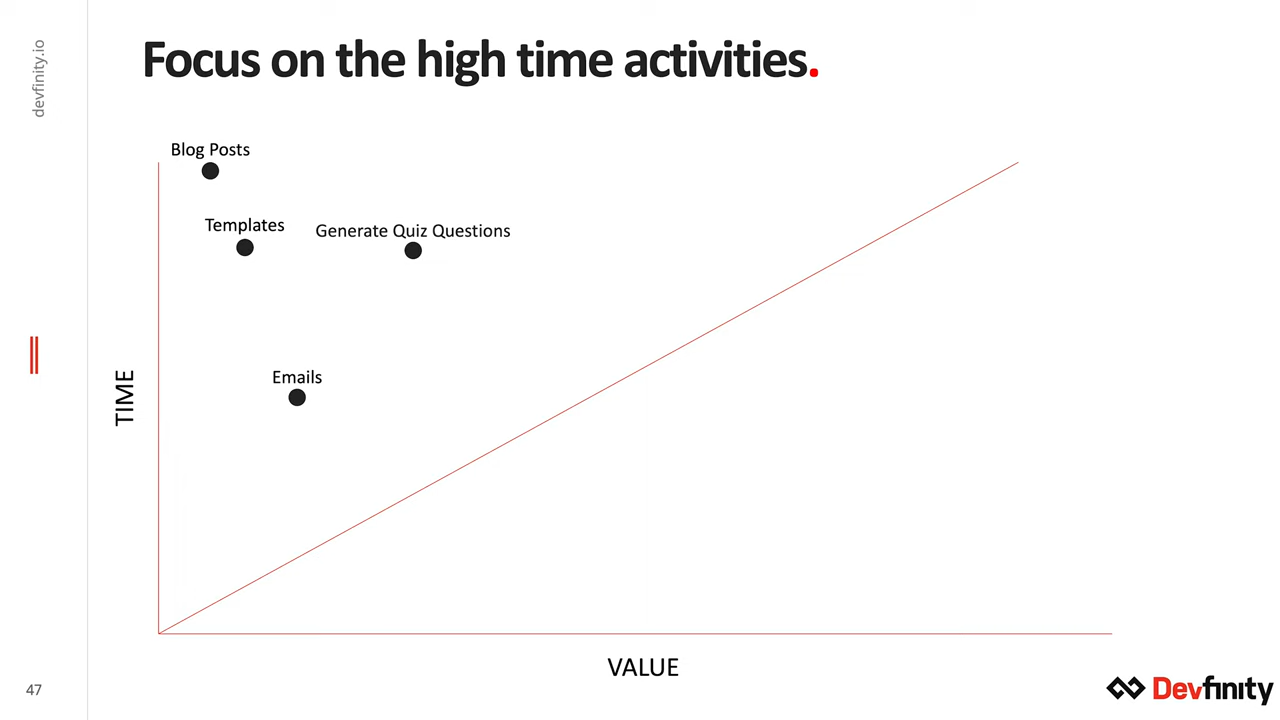 devfinity.io
Focus on the high time activities.
Blog Posts
Templates
Generate Quiz Questions
Emails
TIME
VALUE
47
Devfinity